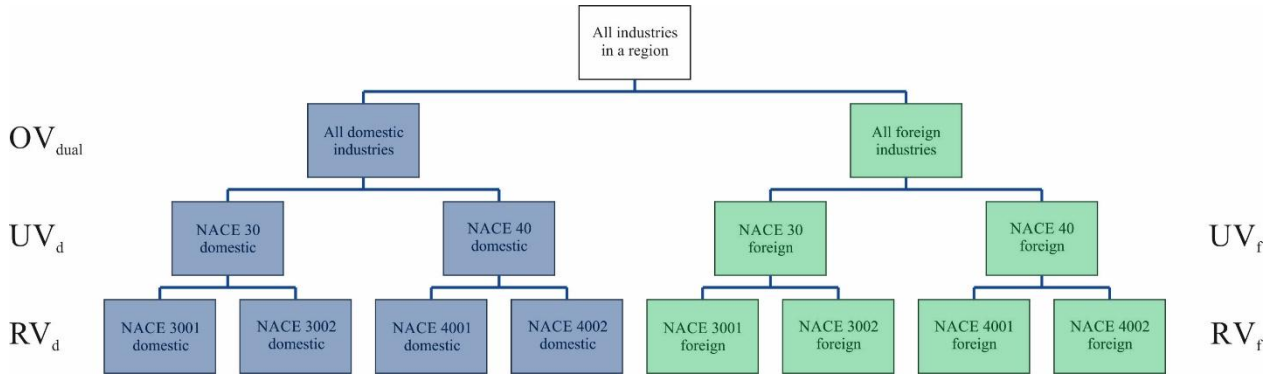 All industries
in a region
OVdual
All domestic
industries
All foreign
industries
UVd
NACE 30
domestic
NACE 40
domestic
NACE 30
foreign
NACE 40
foreign
UVf
RVd
NACE 3001
domestic
NACE 3002
domestic
NACE 4001
domestic
NACE 4002
domestic
NACE 3001
foreign
NACE 3002
foreign
NACE 4001
foreign
NACE 4002
foreign
RVf